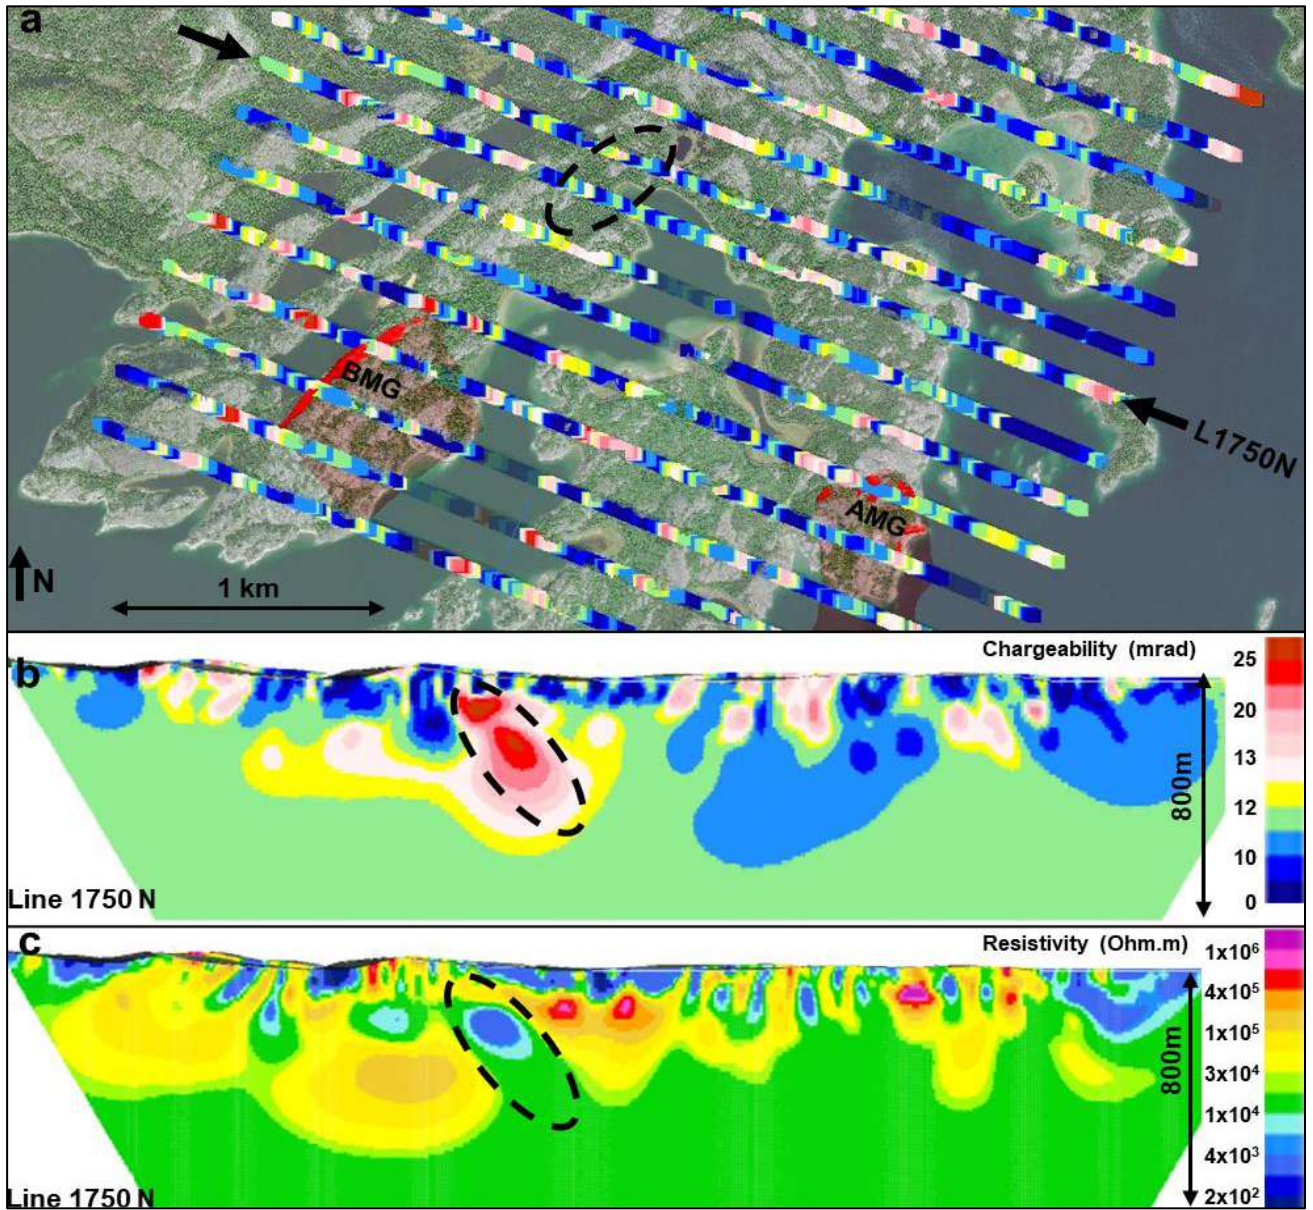 a
BMG
AMG
L1750N
N
1 km
b
Chargeability (mrad)
25
20
13
12
10
0
800m
Line 1750 N
c
Resistivity (Ohm.m)
1x10⁶
4x10⁵
1x10⁵
3x10⁴
1x10⁴
4x10³
2x10²
800m
Line 1750 N